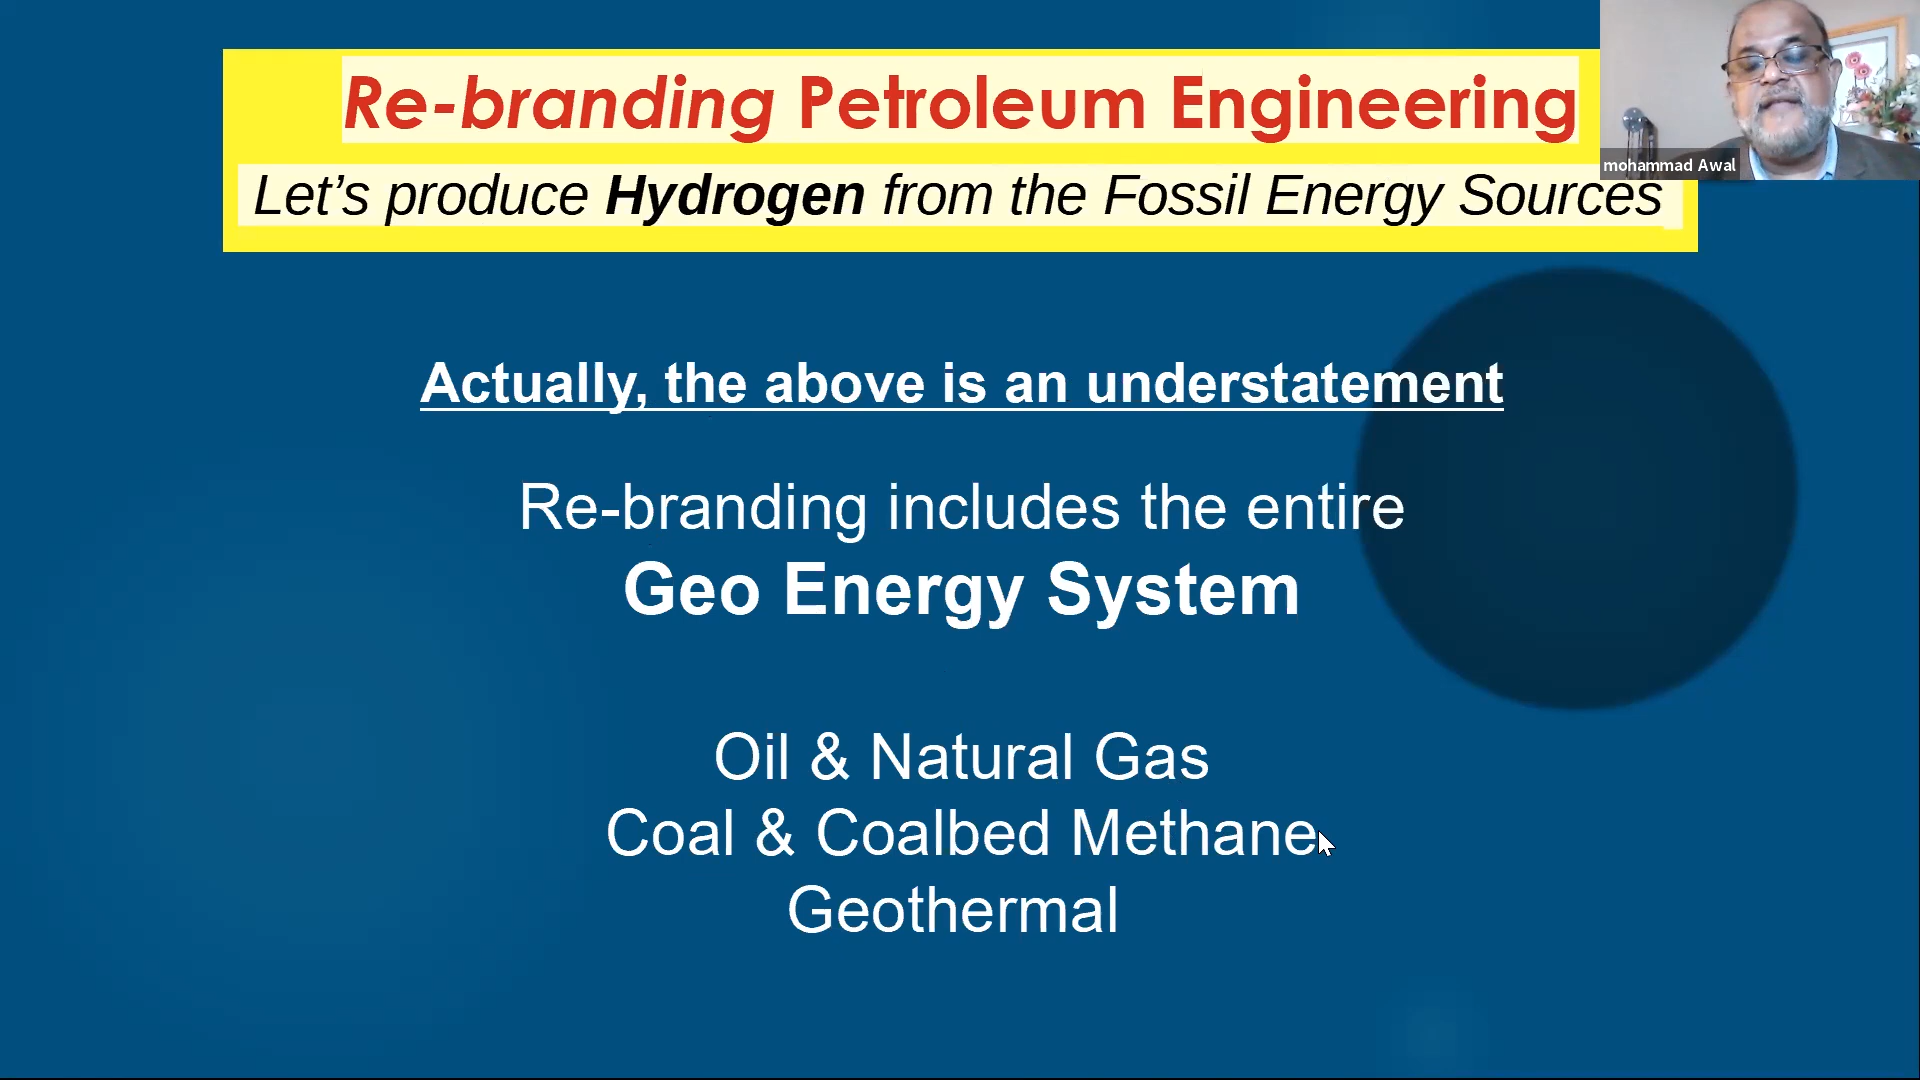 Re-branding Petroleum Engineering
Let’s produce Hydrogen from the Fossil Energy Sources
mohammad Awal
Actually, the above is an understatement
Re-branding includes the entire
Geo Energy System
Oil & Natural Gas
Coal & Coalbed Methane
Geothermal